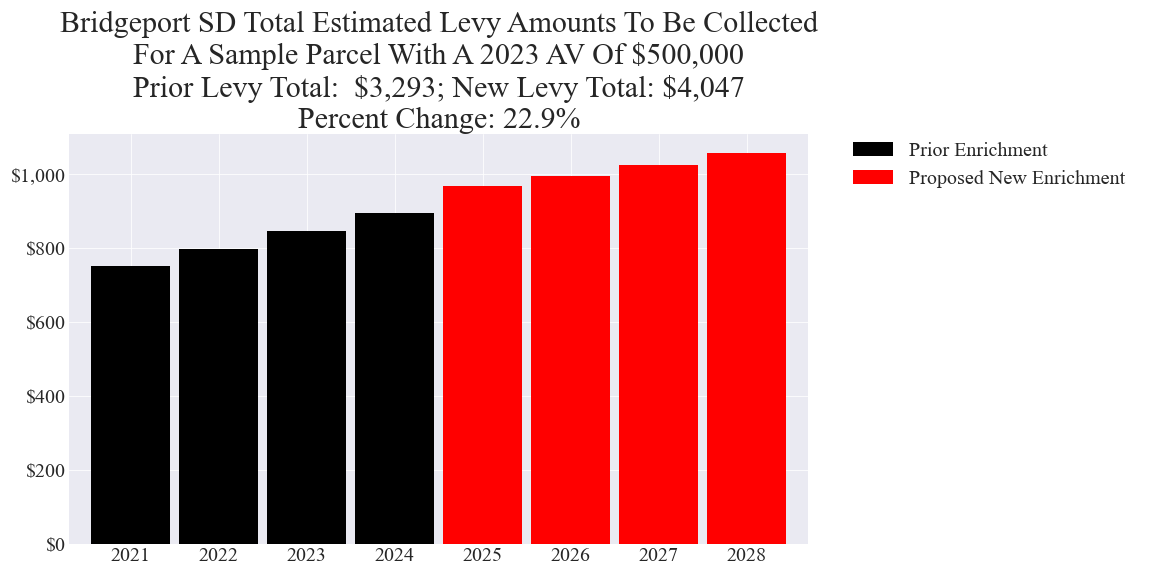 Bridgeport SD Total Estimated Levy Amounts To Be Collected
For A Sample Parcel With A 2023 AV Of $500,000
Prior Levy Total:  $3,293; New Levy Total: $4,047
Percent Change: 22.9%
Prior Enrichment
Proposed New Enrichment
$1,000
$800
$600
$400
$200
$0
2021 2022 2023 2024 2025 2026 2027 2028